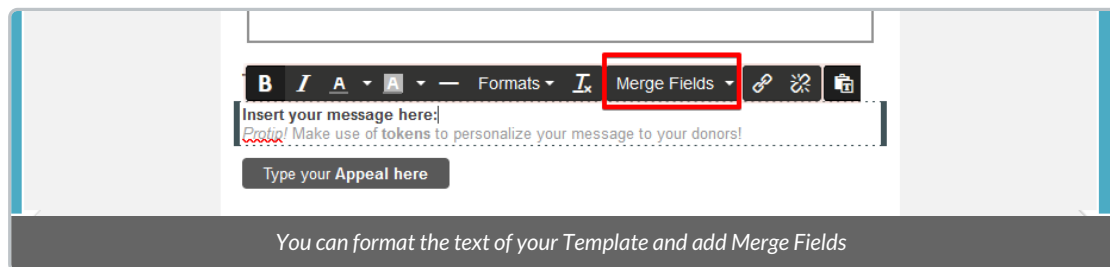 B I A A Formats Tx Merge Fields
Insert your message here:
Protip! Make use of tokens to personalize your message to your donors!
Type your Appeal here
You can format the text of your Template and add Merge Fields